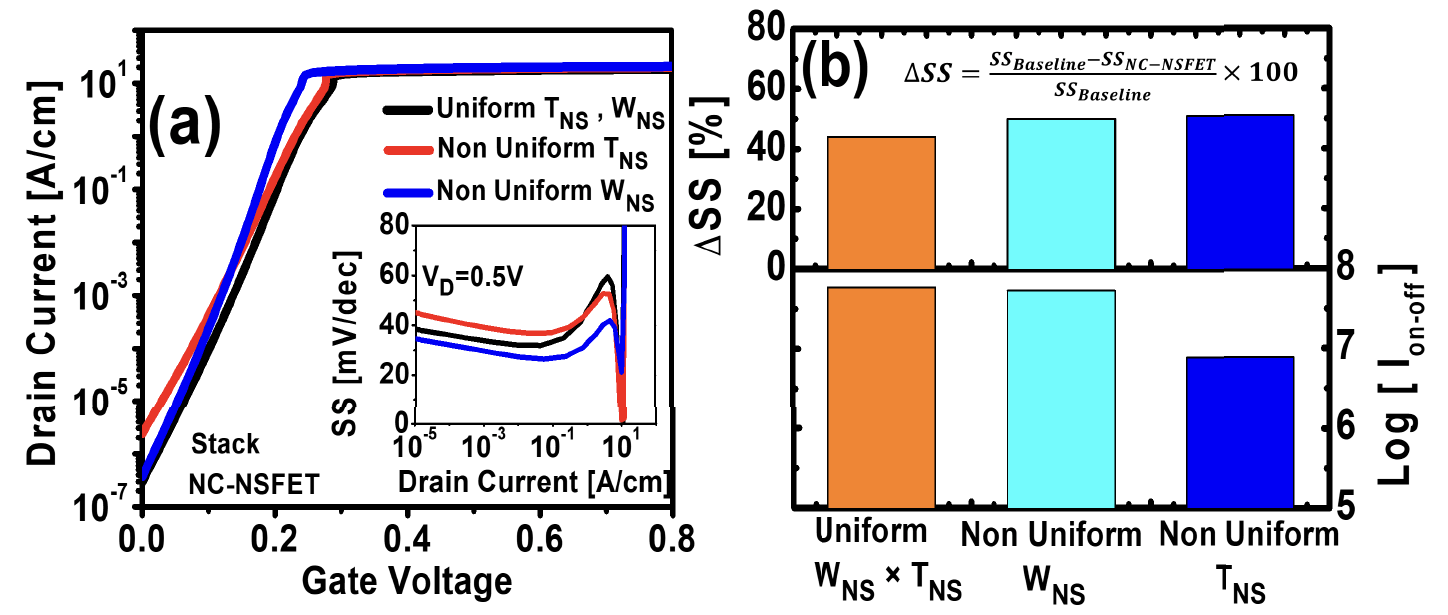 (a)
Uniform T_NS , W_NS
Non Uniform T_NS
Non Uniform W_NS
Drain Current [A/cm]
10^1
10^-1
10^-3
10^-5
10^-7
Stack
NC-NSFET
0.0 0.2 0.4 0.6 0.8
Gate Voltage
V_D=0.5V
SS [mV/dec]
80
60
40
20
0
10^-5 10^-3 10^-1 10^1
Drain Current [A/cm]
(b)
ΔSS = (SS_Baseline−SS_NC−NSFET)/SS_Baseline × 100
ΔSS [%]
80
60
40
20
0
8
7
6
5
Log [ I_on-off ]
Uniform
W_NS × T_NS
Non Uniform
W_NS
Non Uniform
T_NS